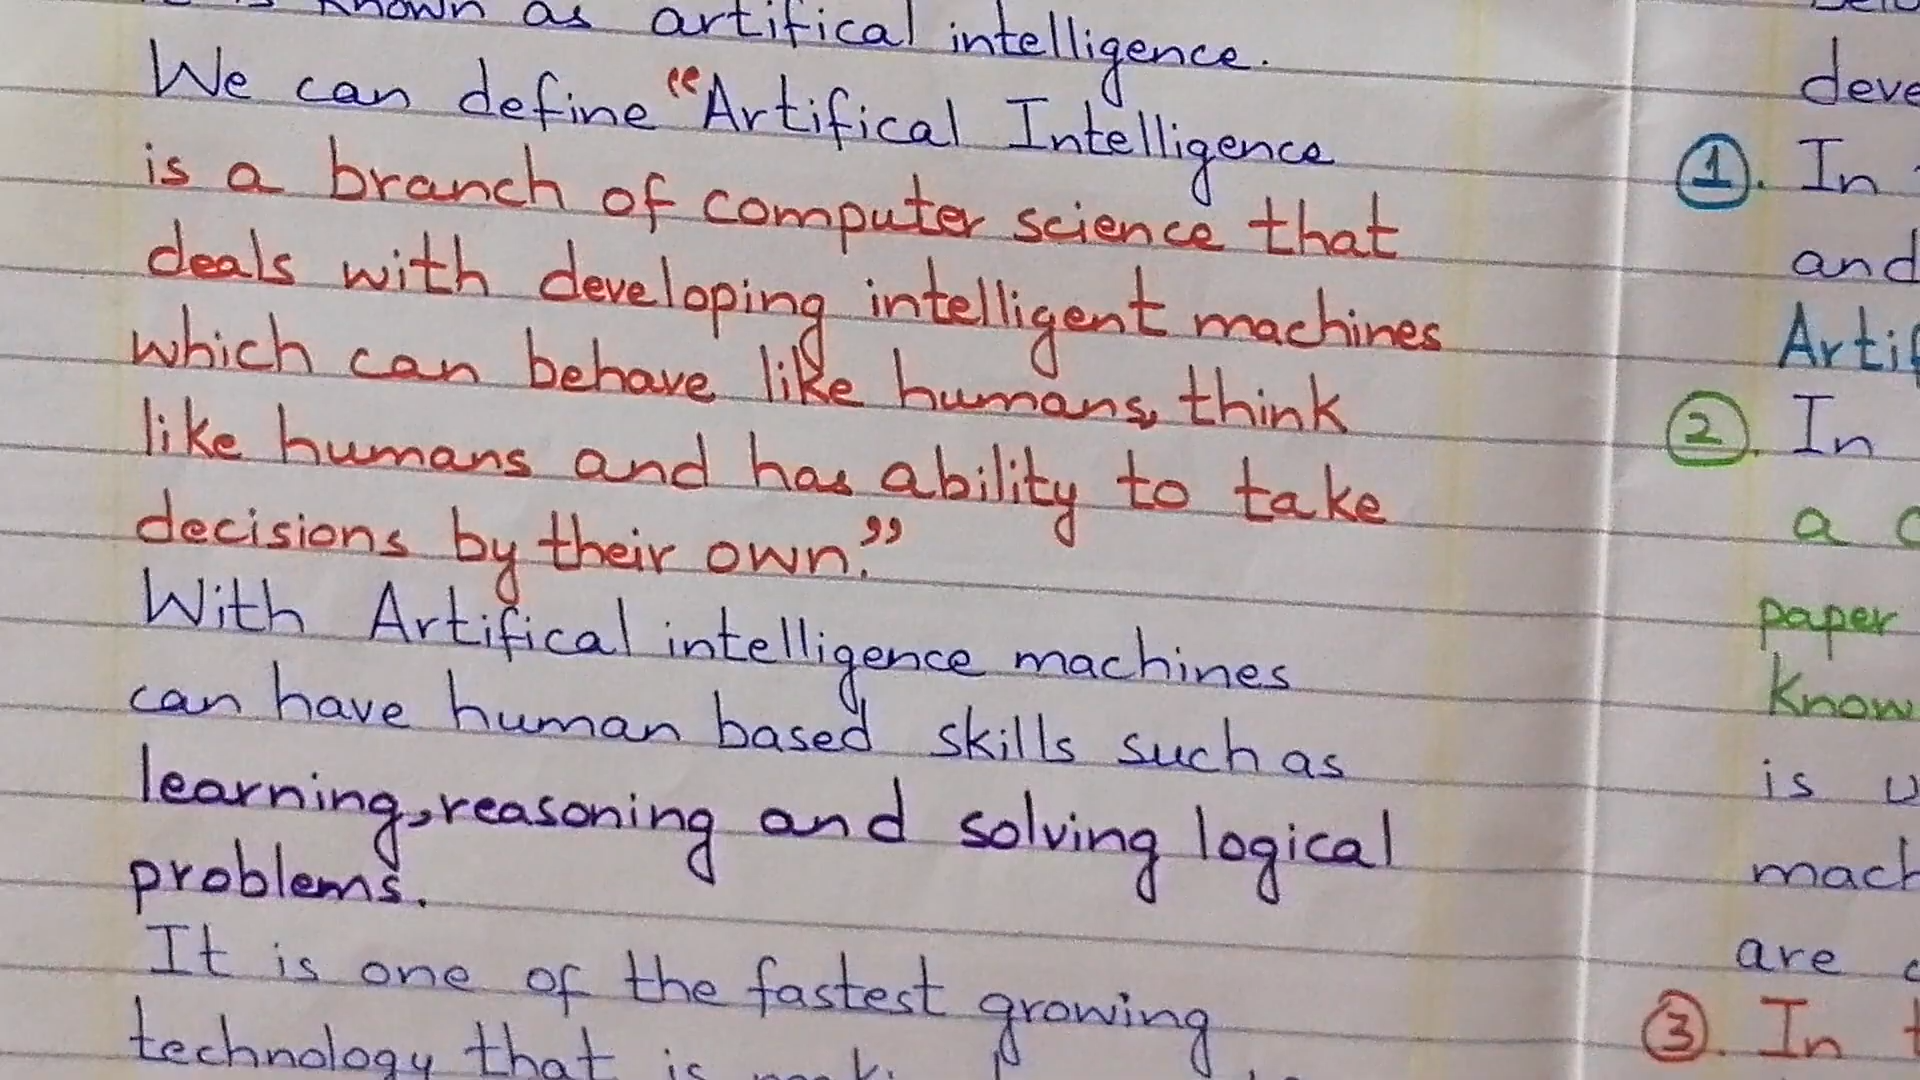 known as artifical intelligence.
We can define "Artifical Intelligence
is a branch of computer science that
deals with developing intelligent machines
which can behave like humans, think
like humans and has ability to take
decisions by their own."
With Artifical intelligence machines
can have human based skills such as
learning, reasoning and solving logical
problems.
It is one of the fastest growing
technology that is
deve
1. In
and
Artif
2. In
a
paper
Know
is
mach
are
3. In